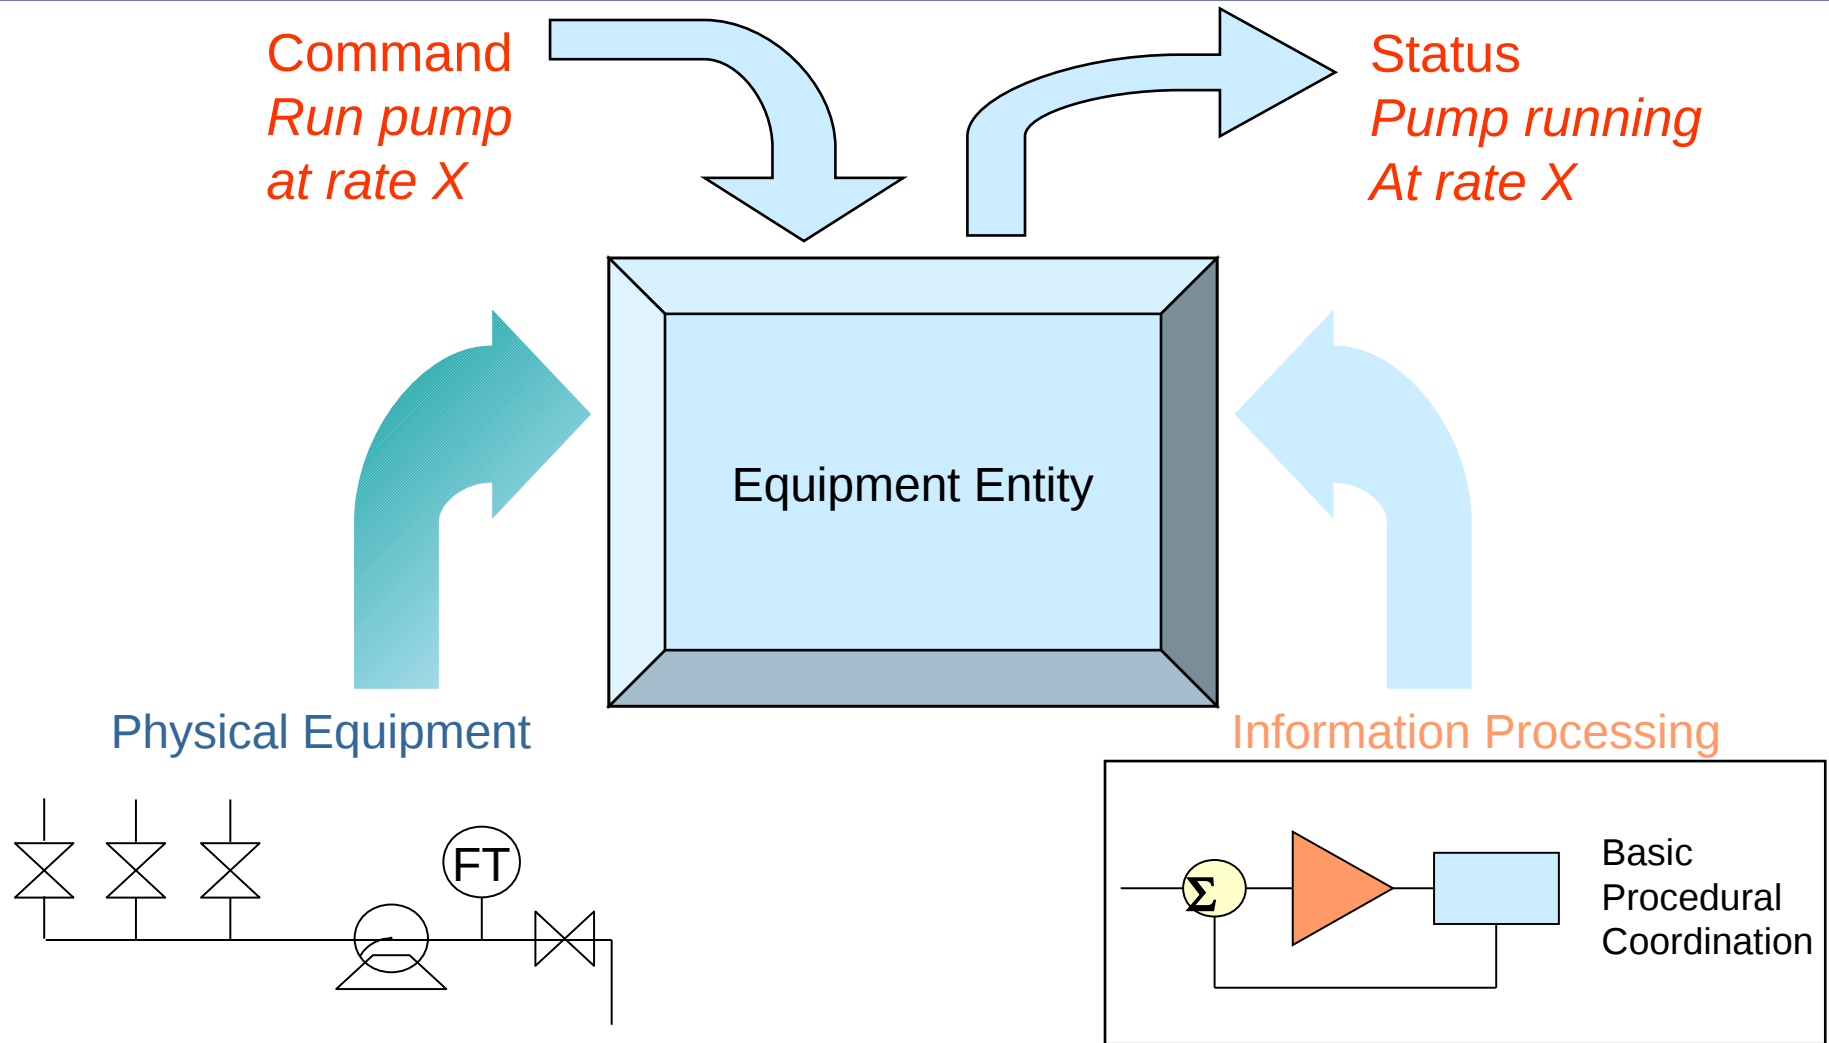 Command
Run pump
at rate X
Status
Pump running
At rate X
Equipment Entity
Physical Equipment
Information Processing
FT
Σ
Basic
Procedural
Coordination